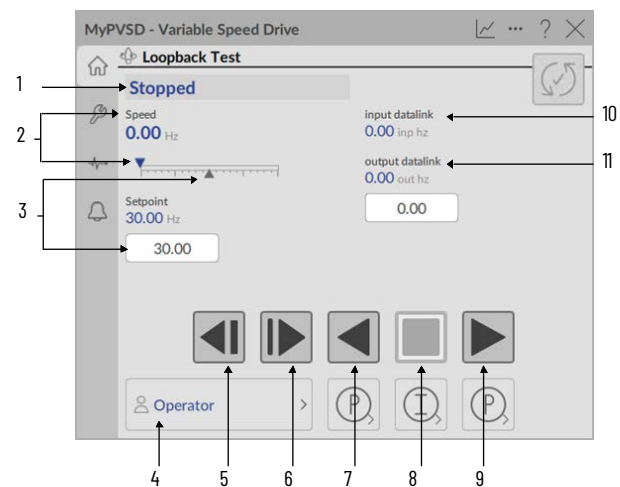 MyPVSD - Variable Speed Drive
... ?
Loopback Test
1
Stopped
10
Speed
0.00 Hz
input datalink
0.00 inp hz
2
11
output datalink
0.00 out hz
3
Setpoint
30.00 Hz
0.00
30.00
Operator
P
I
P
4
5
6
7
8
9